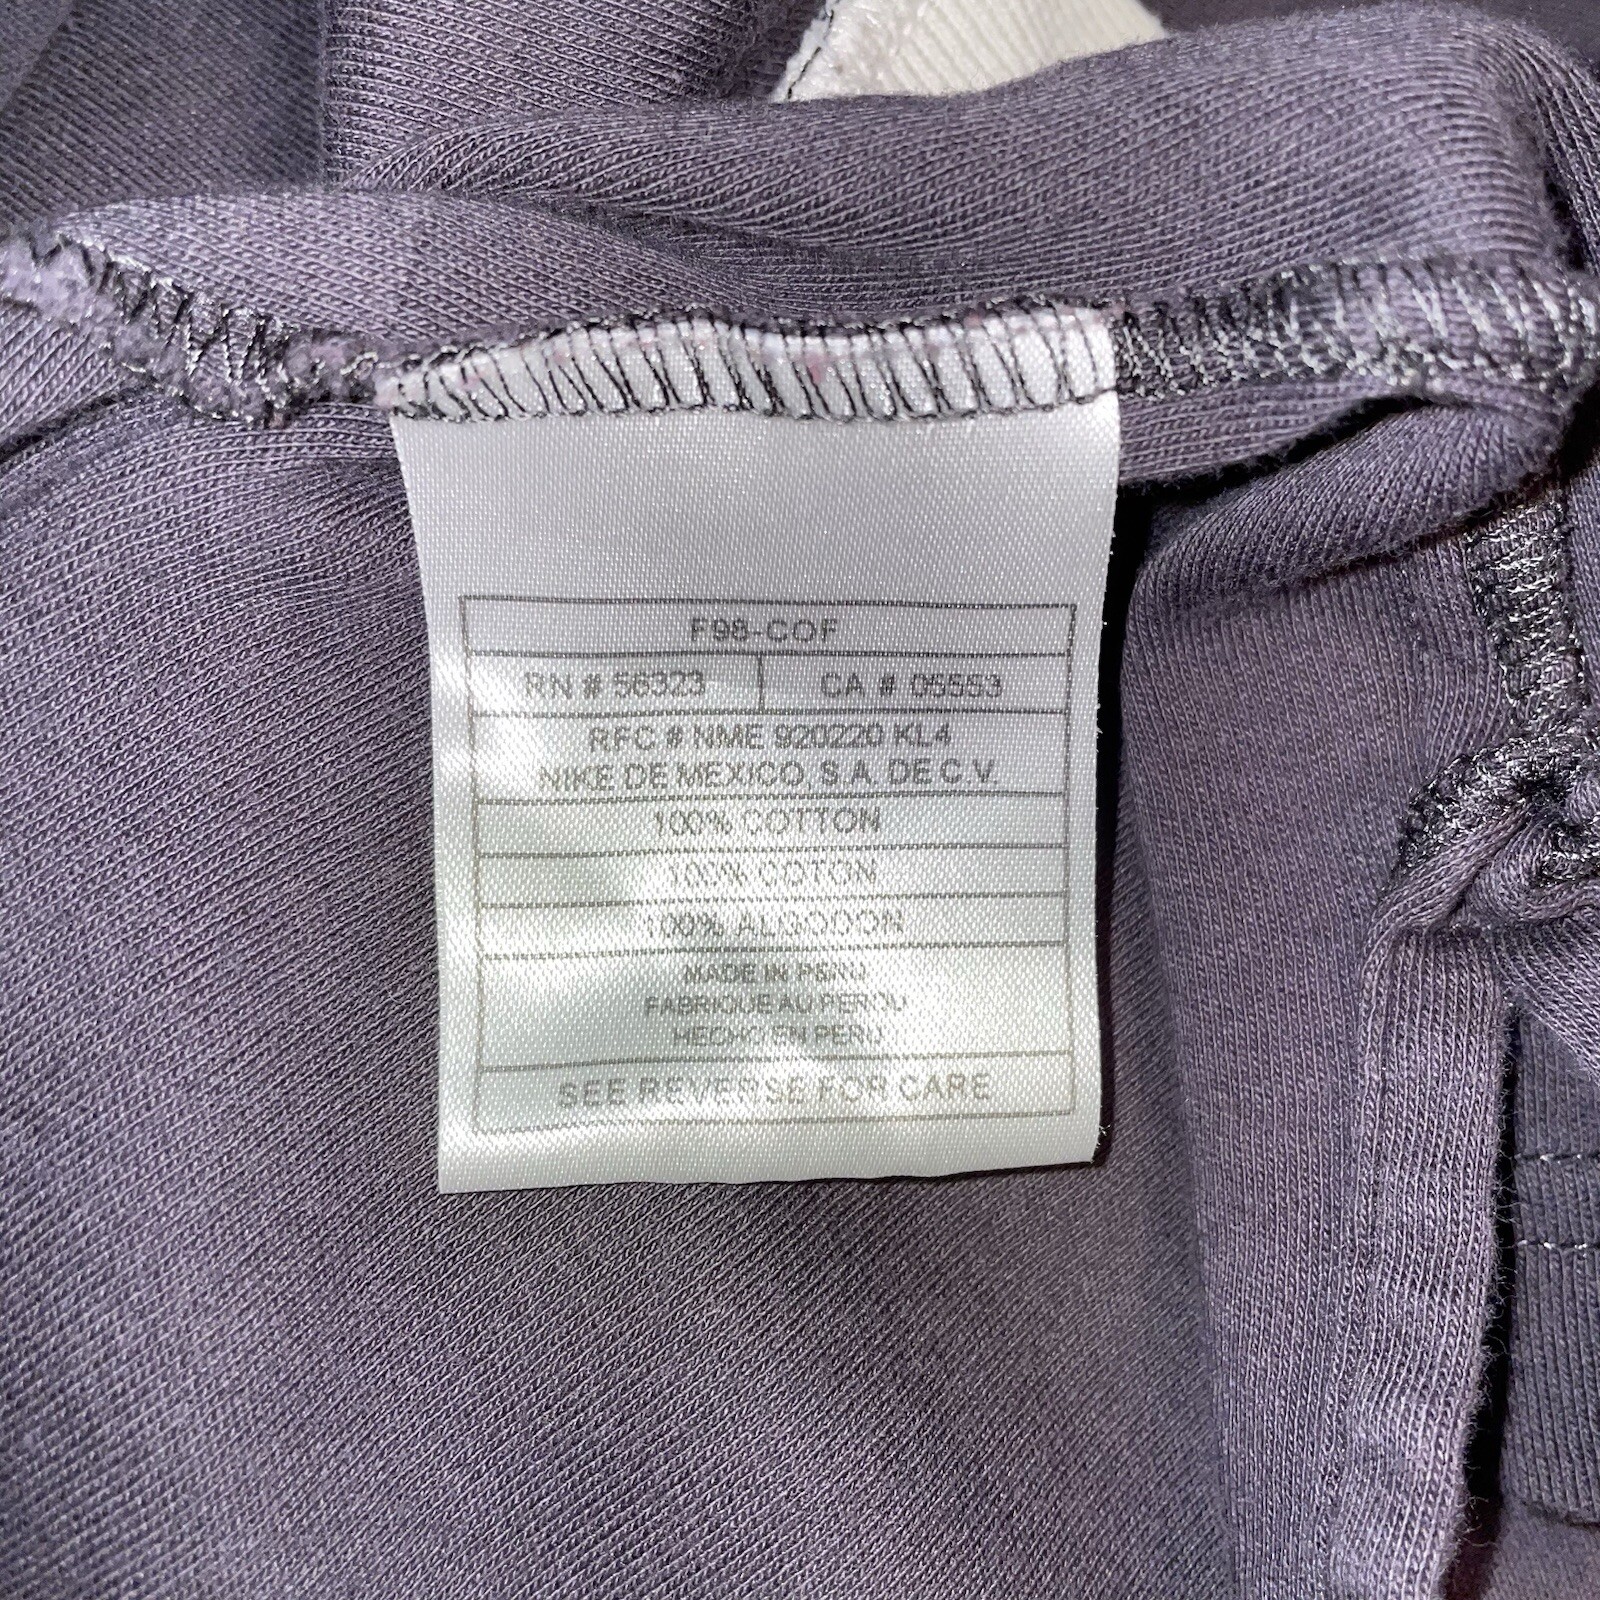 F98-COF
RN # 56323 CA # 05553
RFC # NME 920220 KL4
NIKE DE MEXICO, S.A. DE C.V.
100% COTTON
100% COTON
100% ALGODON
MADE IN PERU
FABRIQUE AU PEROU
HECHO EN PERU
SEE REVERSE FOR CARE